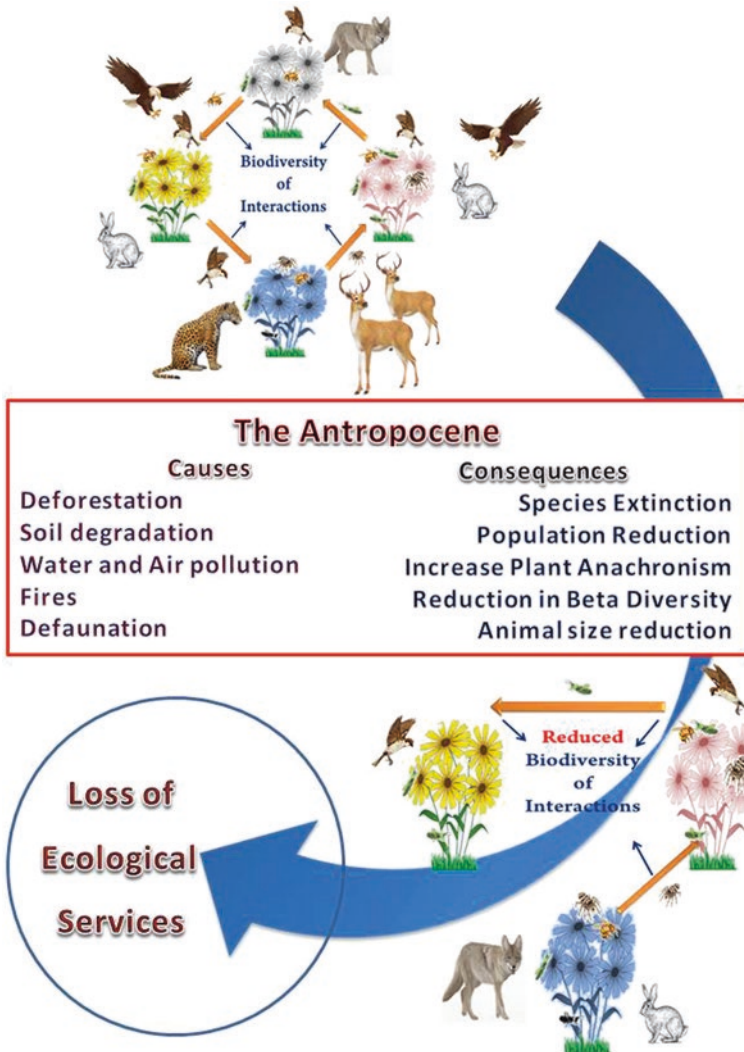 Biodiversity
of
Interactions
The Antropocene
Causes
Deforestation
Soil degradation
Water and Air pollution
Fires
Defaunation
Consequences
Species Extinction
Population Reduction
Increase Plant Anachronism
Reduction in Beta Diversity
Animal size reduction
Reduced
Biodiversity
of
Interactions
Loss of
Ecological
Services